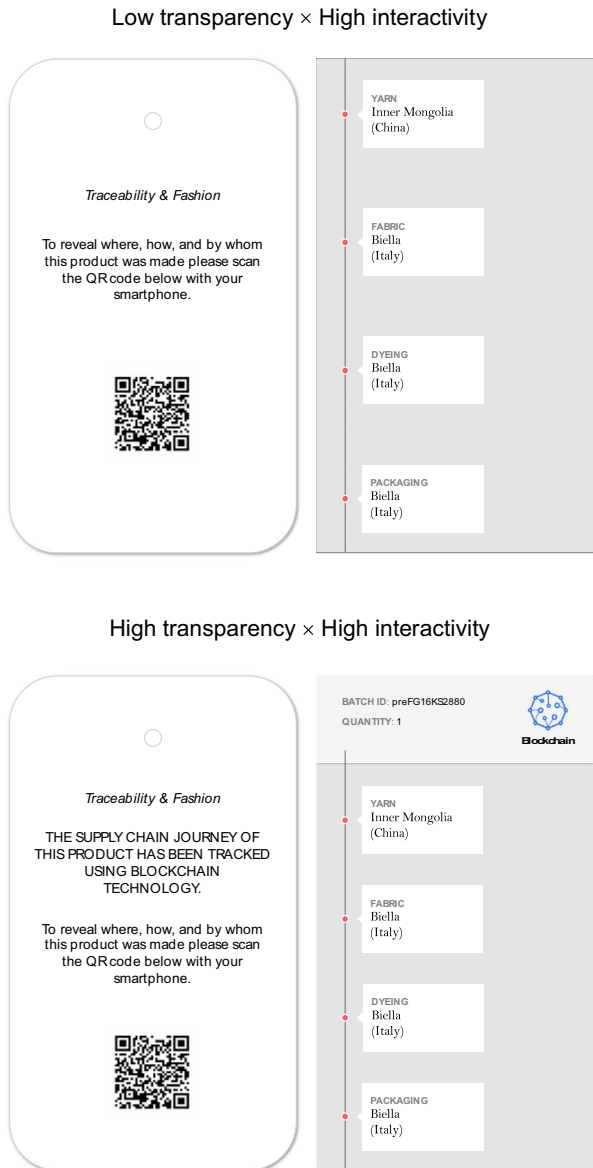 Low transparency × High interactivity
Traceability & Fashion
To reveal where, how, and by whom
this product was made please scan
the QR code below with your
smartphone.
YARN
Inner Mongolia
(China)
FABRIC
Biella
(Italy)
DYEING
Biella
(Italy)
PACKAGING
Biella
(Italy)
High transparency × High interactivity
Traceability & Fashion
THE SUPPLY CHAIN JOURNEY OF
THIS PRODUCT HAS BEEN TRACKED
USING BLOCKCHAIN
TECHNOLOGY.
To reveal where, how, and by whom
this product was made please scan
the QR code below with your
smartphone.
BATCH ID: preFG16KS2880
QUANTITY: 1
Blockchain
YARN
Inner Mongolia
(China)
FABRIC
Biella
(Italy)
DYEING
Biella
(Italy)
PACKAGING
Biella
(Italy)